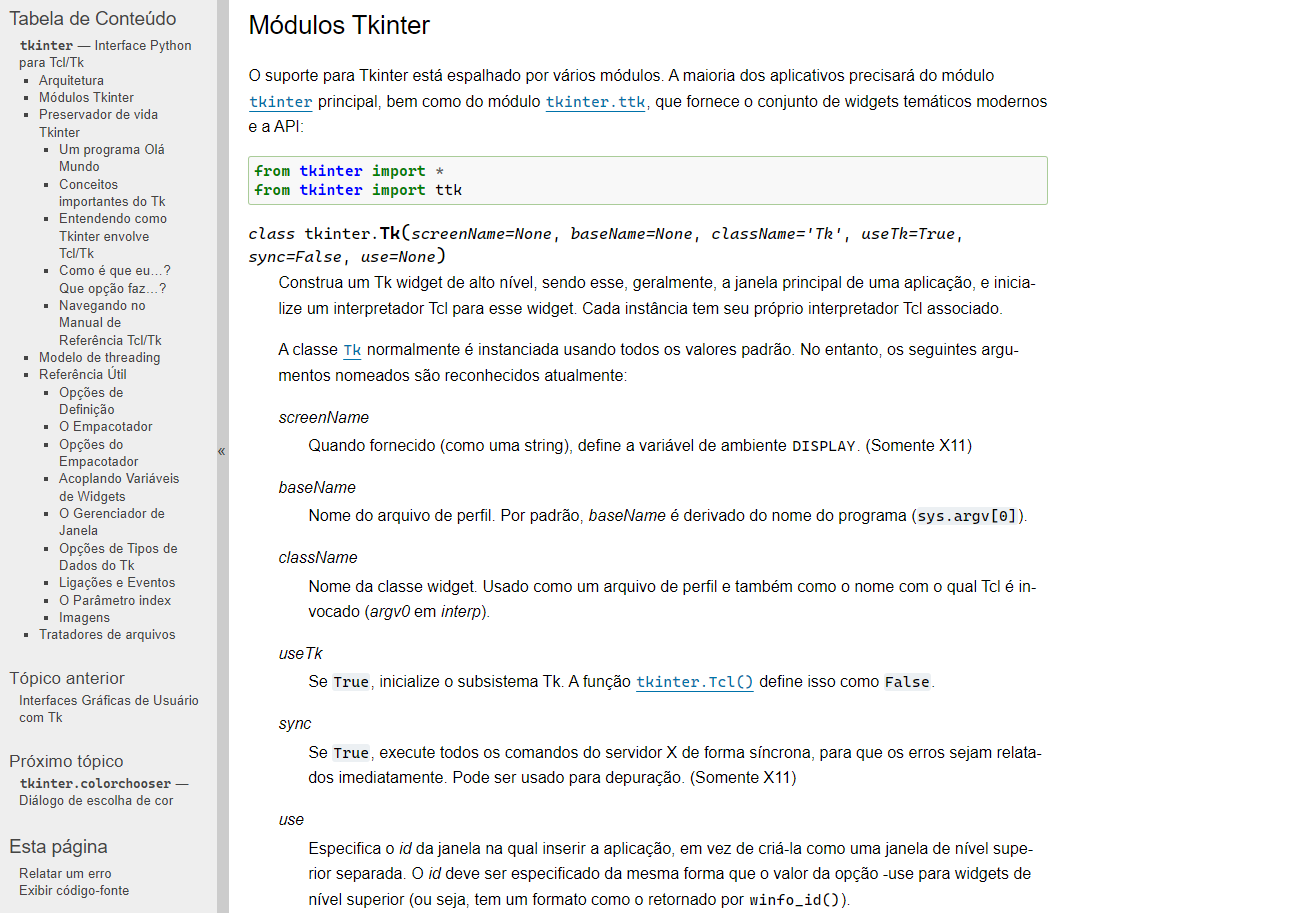 Tabela de Conteúdo
tkinter — Interface Python
para Tcl/Tk
Arquitetura
Módulos Tkinter
Preservador de vida
Tkinter
Um programa Olá
Mundo
Conceitos
importantes do Tk
Entendendo como
Tkinter envolve
Tcl/Tk
Como é que eu…?
Que opção faz…?
Navegando no
Manual de
Referência Tcl/Tk
Modelo de threading
Referência Útil
Opções de
Definição
O Empacotador
Opções do
Empacotador
Acoplando Variáveis
de Widgets
O Gerenciador de
Janela
Opções de Tipos de
Dados do Tk
Ligações e Eventos
O Parâmetro index
Imagens
Tratadores de arquivos
Tópico anterior
Interfaces Gráficas de Usuário
com Tk
Próximo tópico
tkinter.colorchooser —
Diálogo de escolha de cor
Esta página
Relatar um erro
Exibir código-fonte
«
Módulos Tkinter
O suporte para Tkinter está espalhado por vários módulos. A maioria dos aplicativos precisará do módulo
tkinter principal, bem como do módulo tkinter.ttk, que fornece o conjunto de widgets temáticos modernos
e a API:
from tkinter import *
from tkinter import ttk
class tkinter.Tk(screenName=None, baseName=None, className='Tk', useTk=True,
sync=False, use=None)
Construa um Tk widget de alto nível, sendo esse, geralmente, a janela principal de uma aplicação, e inicia-
lize um interpretador Tcl para esse widget. Cada instância tem seu próprio interpretador Tcl associado.
A classe Tk normalmente é instanciada usando todos os valores padrão. No entanto, os seguintes argu-
mentos nomeados são reconhecidos atualmente:
screenName
Quando fornecido (como uma string), define a variável de ambiente DISPLAY. (Somente X11)
baseName
Nome do arquivo de perfil. Por padrão, baseName é derivado do nome do programa (sys.argv[0]).
className
Nome da classe widget. Usado como um arquivo de perfil e também como o nome com o qual Tcl é in-
vocado (argv0 em interp).
useTk
Se True, inicialize o subsistema Tk. A função tkinter.Tcl() define isso como False.
sync
Se True, execute todos os comandos do servidor X de forma síncrona, para que os erros sejam relata-
dos imediatamente. Pode ser usado para depuração. (Somente X11)
use
Especifica o id da janela na qual inserir a aplicação, em vez de criá-la como uma janela de nível supe-
rior separada. O id deve ser especificado da mesma forma que o valor da opção -use para widgets de
nível superior (ou seja, tem um formato como o retornado por winfo_id()).